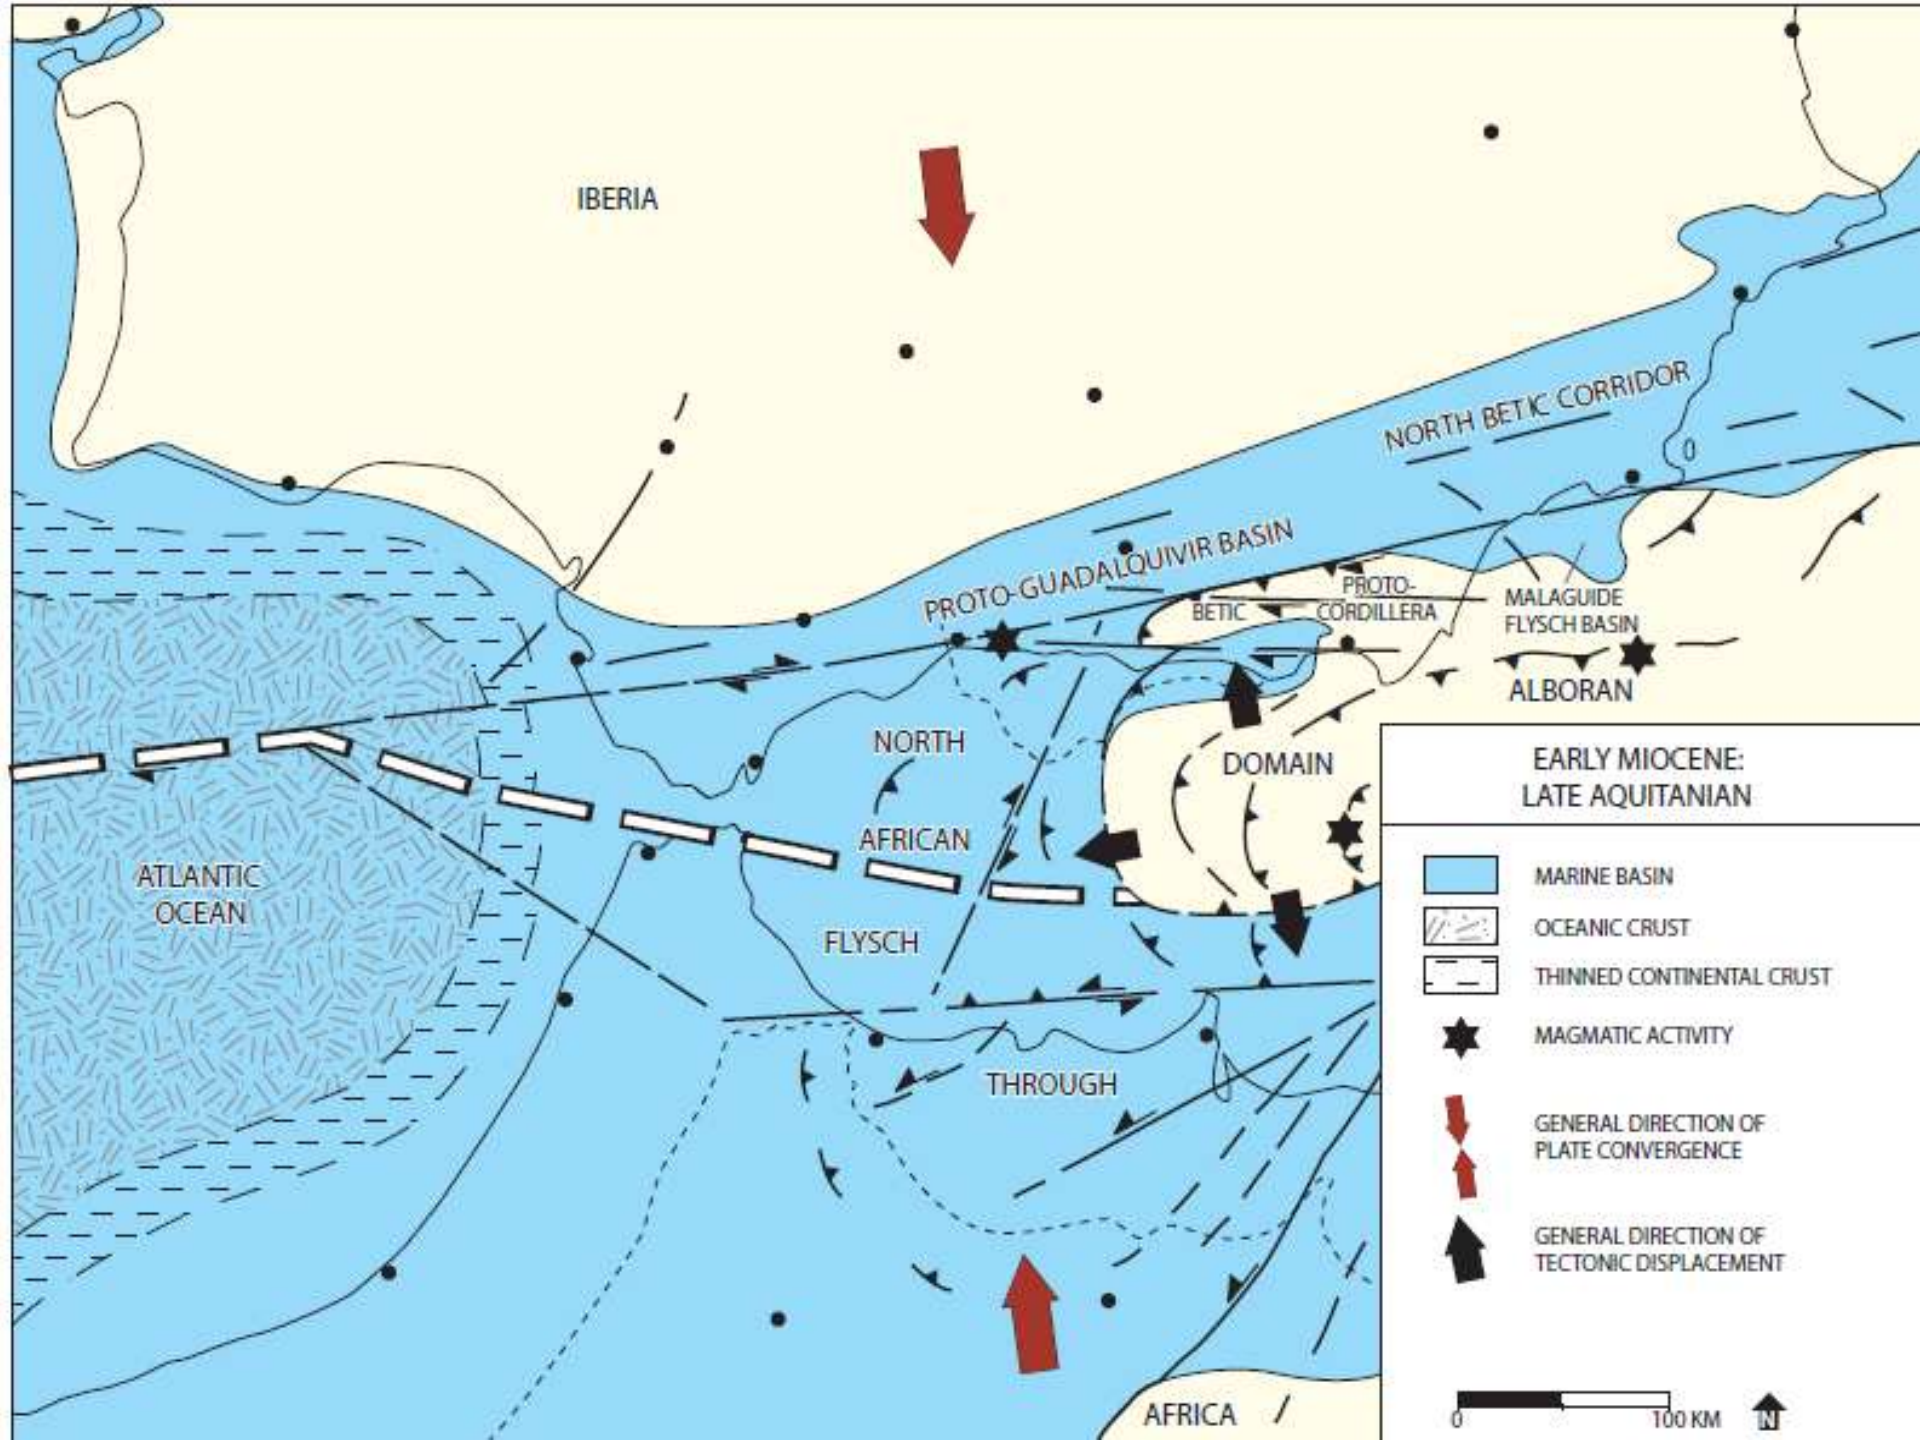 IBERIA
NORTH BETIC CORRIDOR
PROTO-GUADALQUIVIR BASIN
PROTO-
BETIC
CORDILLERA
MALAGUIDE
FLYSCH BASIN
ALBORAN
DOMAIN
NORTH
AFRICAN
FLYSCH
THROUGH
ATLANTIC
OCEAN
AFRICA
EARLY MIOCENE:
LATE AQUITANIAN
MARINE BASIN
OCEANIC CRUST
THINNED CONTINENTAL CRUST
MAGMATIC ACTIVITY
GENERAL DIRECTION OF
PLATE CONVERGENCE
GENERAL DIRECTION OF
TECTONIC DISPLACEMENT
0 100 KM N